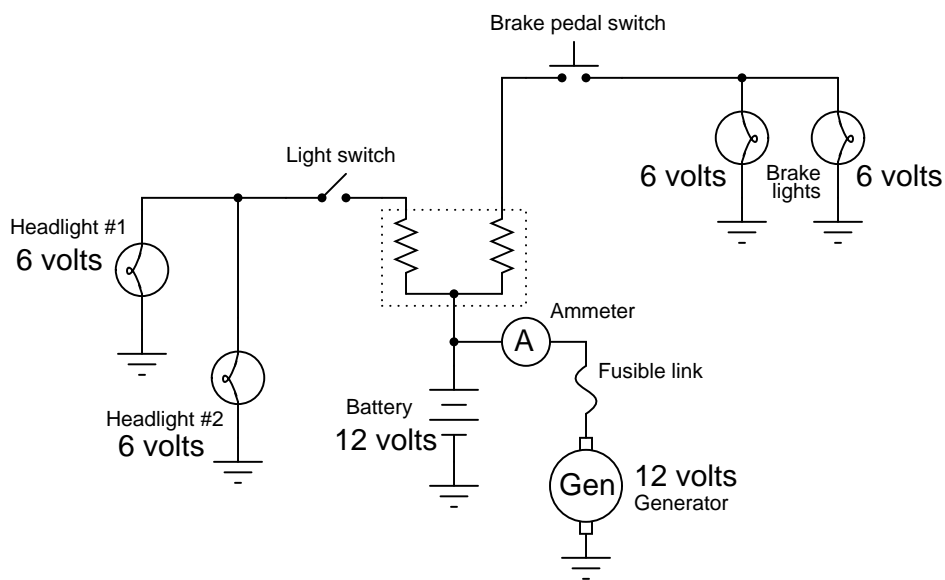 Brake pedal switch
Light switch
6 volts
Brake
lights
6 volts
Headlight #1
6 volts
Ammeter
A
Fusible link
Headlight #2
6 volts
Battery
12 volts
Gen
12 volts
Generator